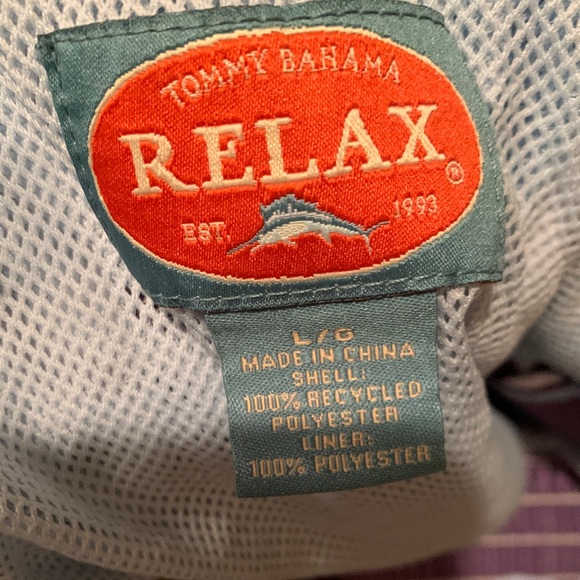 TOMMY BAHAMA
RELAX®
EST. 1993
L/G
MADE IN CHINA
SHELL:
100% RECYCLED
POLYESTER
LINER:
100% POLYESTER